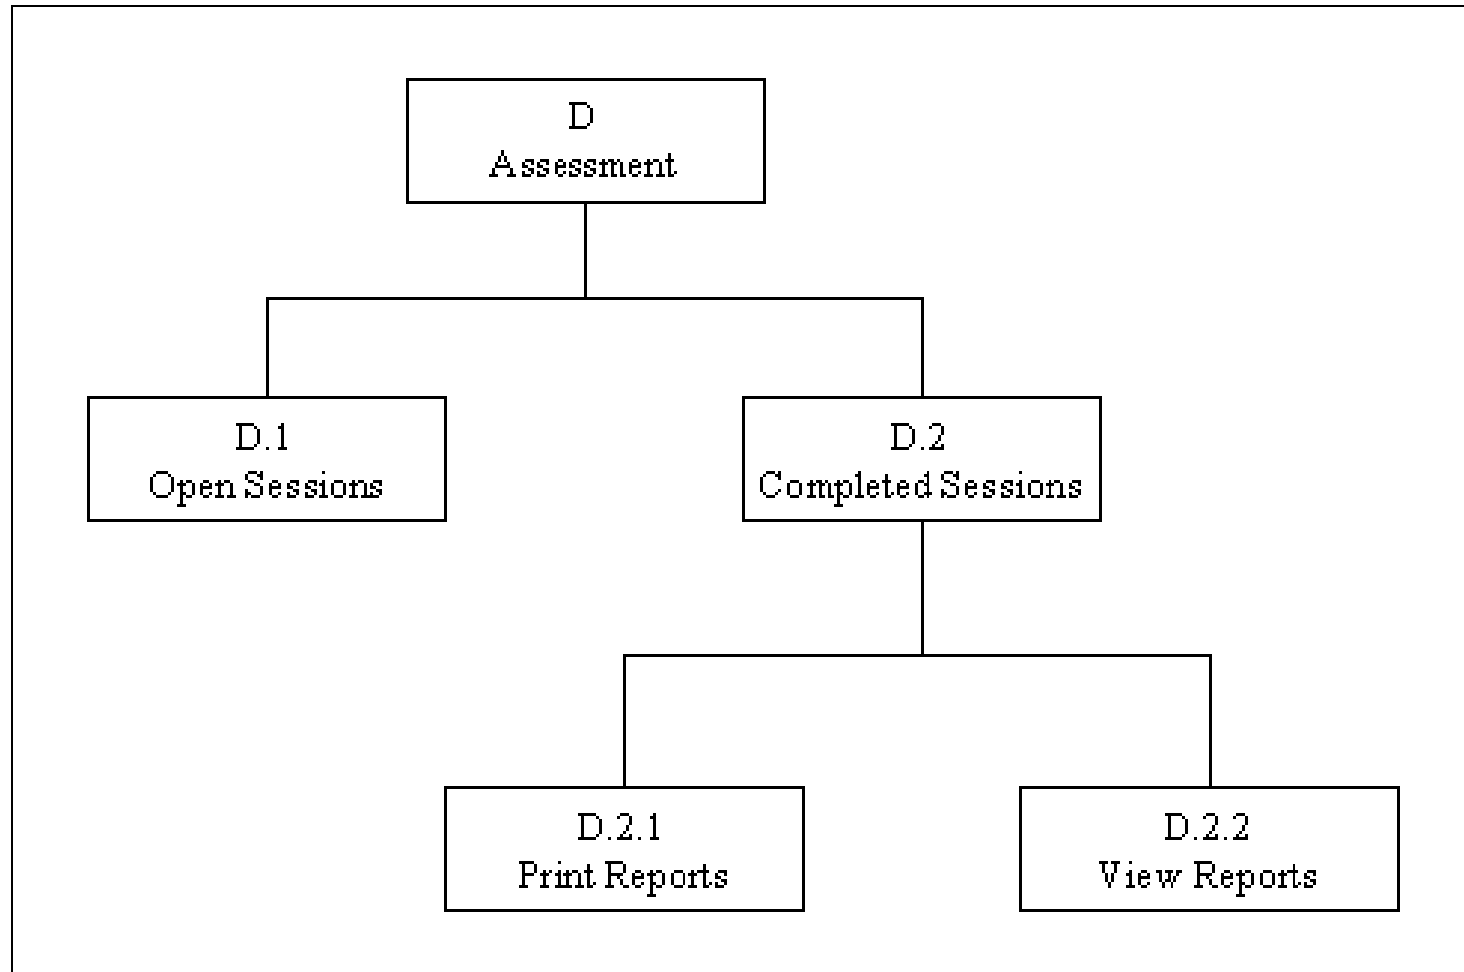 D
Assessment
D.1
Open Sessions
D.2
Completed Sessions
D.2.1
Print Reports
D.2.2
View Reports